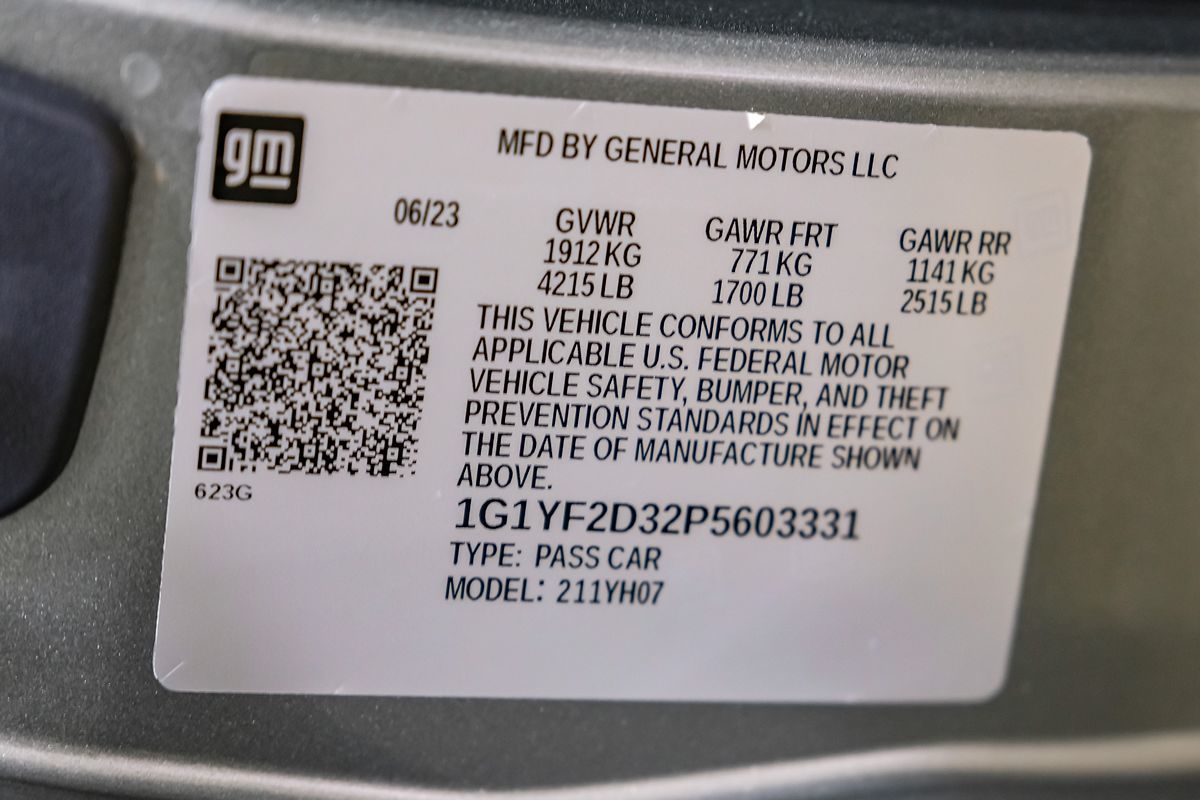 gm
MFD BY GENERAL MOTORS LLC
06/23
GVWR GAWR FRT GAWR RR
1912 KG 771 KG 1141 KG
4215 LB 1700 LB 2515 LB
THIS VEHICLE CONFORMS TO ALL
APPLICABLE U.S. FEDERAL MOTOR
VEHICLE SAFETY, BUMPER, AND THEFT
PREVENTION STANDARDS IN EFFECT ON
THE DATE OF MANUFACTURE SHOWN
ABOVE.
623G
1G1YF2D32P5603331
TYPE: PASS CAR
MODEL: 211YH07